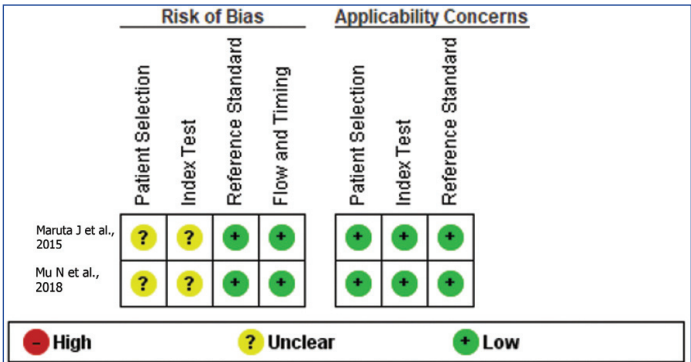 Risk of Bias
Applicability Concerns
Patient Selection
Index Test
Reference Standard
Flow and Timing
Patient Selection
Index Test
Reference Standard
Maruta J et al.,
2015
? ? + + + + +
Mu N et al.,
2018
? ? + + + + +
- High ? Unclear + Low